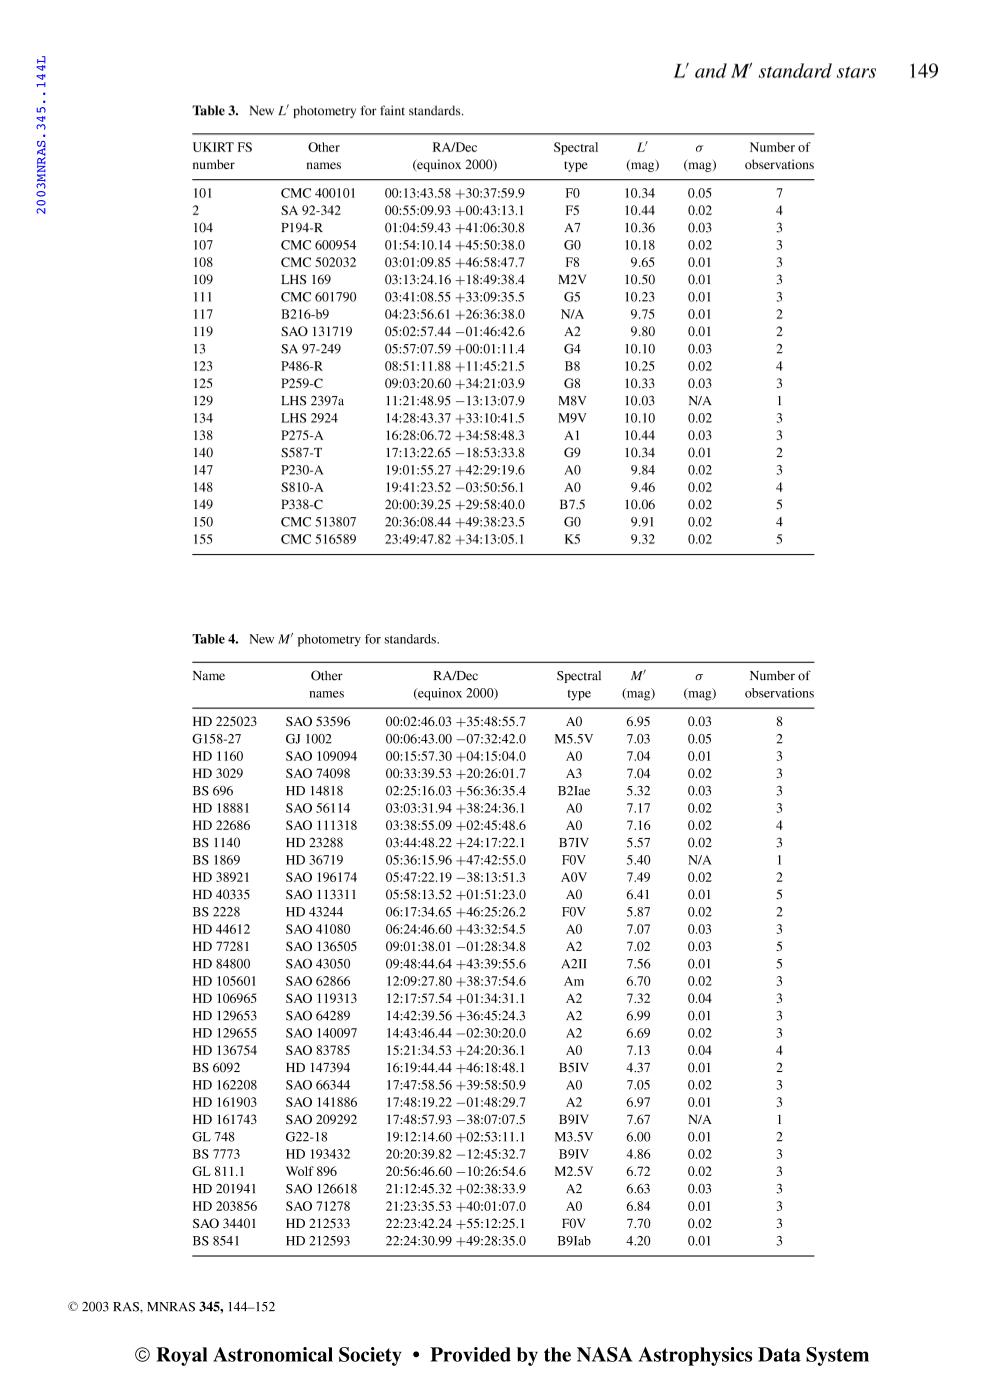 2003MNRAS.345..144L
L′ and M′ standard stars 149
Table 3. New L′ photometry for faint standards.
UKIRT FS Other RA/Dec Spectral L′ σ Number of
number names (equinox 2000) type (mag) (mag) observations
101 CMC 400101 00:13:43.58 +30:37:59.9 F0 10.34 0.05 7
2 SA 92-342 00:55:09.93 +00:43:13.1 F5 10.44 0.02 4
104 P194-R 01:04:59.43 +41:06:30.8 A7 10.36 0.03 3
107 CMC 600954 01:54:10.14 +45:50:38.0 G0 10.18 0.02 3
108 CMC 502032 03:01:09.85 +46:58:47.7 F8 9.65 0.01 3
109 LHS 169 03:13:24.16 +18:49:38.4 M2V 10.50 0.01 3
111 CMC 601790 03:41:08.55 +33:09:35.5 G5 10.23 0.01 3
117 B216-b9 04:23:56.61 +26:36:38.0 N/A 9.75 0.01 2
119 SAO 131719 05:02:57.44 −01:46:42.6 A2 9.80 0.01 2
13 SA 97-249 05:57:07.59 +00:01:11.4 G4 10.10 0.03 2
123 P486-R 08:51:11.88 +11:45:21.5 B8 10.25 0.02 4
125 P259-C 09:03:20.60 +34:21:03.9 G8 10.33 0.03 3
129 LHS 2397a 11:21:48.95 −13:13:07.9 M8V 10.03 N/A 1
134 LHS 2924 14:28:43.37 +33:10:41.5 M9V 10.10 0.02 3
138 P275-A 16:28:06.72 +34:58:48.3 A1 10.44 0.03 3
140 S587-T 17:13:22.65 −18:53:33.8 G9 10.34 0.01 2
147 P230-A 19:01:55.27 +42:29:19.6 A0 9.84 0.02 3
148 S810-A 19:41:23.52 −03:50:56.1 A0 9.46 0.02 4
149 P338-C 20:00:39.25 +29:58:40.0 B7.5 10.06 0.02 5
150 CMC 513807 20:36:08.44 +49:38:23.5 G0 9.91 0.02 4
155 CMC 516589 23:49:47.82 +34:13:05.1 K5 9.32 0.02 5
Table 4. New M′ photometry for standards.
Name Other RA/Dec Spectral M′ σ Number of
names (equinox 2000) type (mag) (mag) observations
HD 225023 SAO 53596 00:02:46.03 +35:48:55.7 A0 6.95 0.03 8
G158-27 GJ 1002 00:06:43.00 −07:32:42.0 M5.5V 7.03 0.05 2
HD 1160 SAO 109094 00:15:57.30 +04:15:04.0 A0 7.04 0.01 3
HD 3029 SAO 74098 00:33:39.53 +20:26:01.7 A3 7.04 0.02 3
BS 696 HD 14818 02:25:16.03 +56:36:35.4 B2Iae 5.32 0.03 3
HD 18881 SAO 56114 03:03:31.94 +38:24:36.1 A0 7.17 0.02 3
HD 22686 SAO 111318 03:38:55.09 +02:45:48.6 A0 7.16 0.02 4
BS 1140 HD 23288 03:44:48.22 +24:17:22.1 B7IV 5.57 0.02 3
BS 1869 HD 36719 05:36:15.96 +47:42:55.0 F0V 5.40 N/A 1
HD 38921 SAO 196174 05:47:22.19 −38:13:51.3 A0V 7.49 0.02 2
HD 40335 SAO 113311 05:58:13.52 +01:51:23.0 A0 6.41 0.01 5
BS 2228 HD 43244 06:17:34.65 +46:25:26.2 F0V 5.87 0.02 2
HD 44612 SAO 41080 06:24:46.60 +43:32:54.5 A0 7.07 0.03 3
HD 77281 SAO 136505 09:01:38.01 −01:28:34.8 A2 7.02 0.03 5
HD 84800 SAO 43050 09:48:44.64 +43:39:55.6 A2II 7.56 0.01 5
HD 105601 SAO 62866 12:09:27.80 +38:37:54.6 Am 6.70 0.02 3
HD 106965 SAO 119313 12:17:57.54 +01:34:31.1 A2 7.32 0.04 3
HD 129653 SAO 64289 14:42:39.56 +36:45:24.3 A2 6.99 0.01 3
HD 129655 SAO 140097 14:43:46.44 −02:30:20.0 A2 6.69 0.02 3
HD 136754 SAO 83785 15:21:34.53 +24:20:36.1 A0 7.13 0.04 4
BS 6092 HD 147394 16:19:44.44 +46:18:48.1 B5IV 4.37 0.01 2
HD 162208 SAO 66344 17:47:58.56 +39:58:50.9 A0 7.05 0.02 3
HD 161903 SAO 141886 17:48:19.22 −01:48:29.7 A2 6.97 0.01 3
HD 161743 SAO 209292 17:48:57.93 −38:07:07.5 B9IV 7.67 N/A 1
GL 748 G22-18 19:12:14.60 +02:53:11.1 M3.5V 6.00 0.01 2
BS 7773 HD 193432 20:20:39.82 −12:45:32.7 B9IV 4.86 0.02 3
GL 811.1 Wolf 896 20:56:46.60 −10:26:54.6 M2.5V 6.72 0.02 3
HD 201941 SAO 126618 21:12:45.32 +02:38:33.9 A2 6.63 0.03 3
HD 203856 SAO 71278 21:23:35.53 +40:01:07.0 A0 6.84 0.01 3
SAO 34401 HD 212533 22:23:42.24 +55:12:25.1 F0V 7.70 0.02 3
BS 8541 HD 212593 22:24:30.99 +49:28:35.0 B9Iab 4.20 0.01 3
© 2003 RAS, MNRAS 345, 144–152
© Royal Astronomical Society • Provided by the NASA Astrophysics Data System